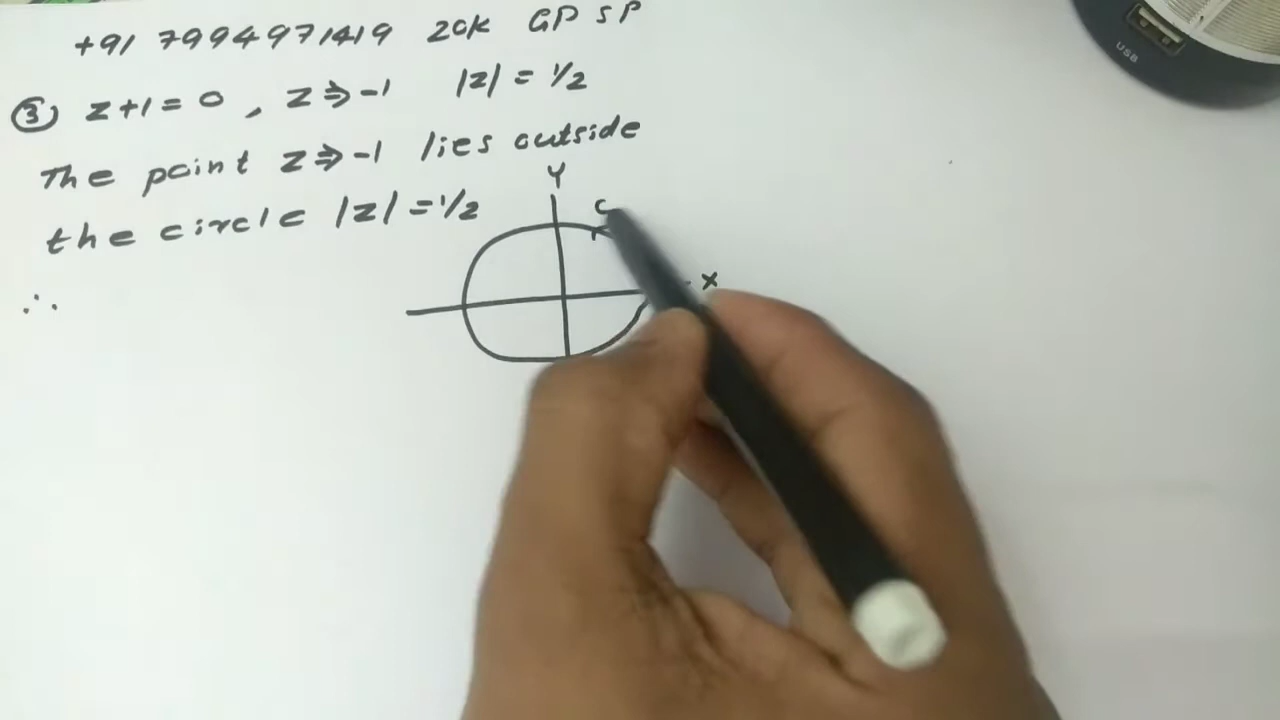 +91 7994971419 20K GP SP
③ z+1=0, z⇒-1 |z| = 1/2
The point z⇒-1 lies outside
the circle |z| = 1/2
∴
Y
C
X
USB